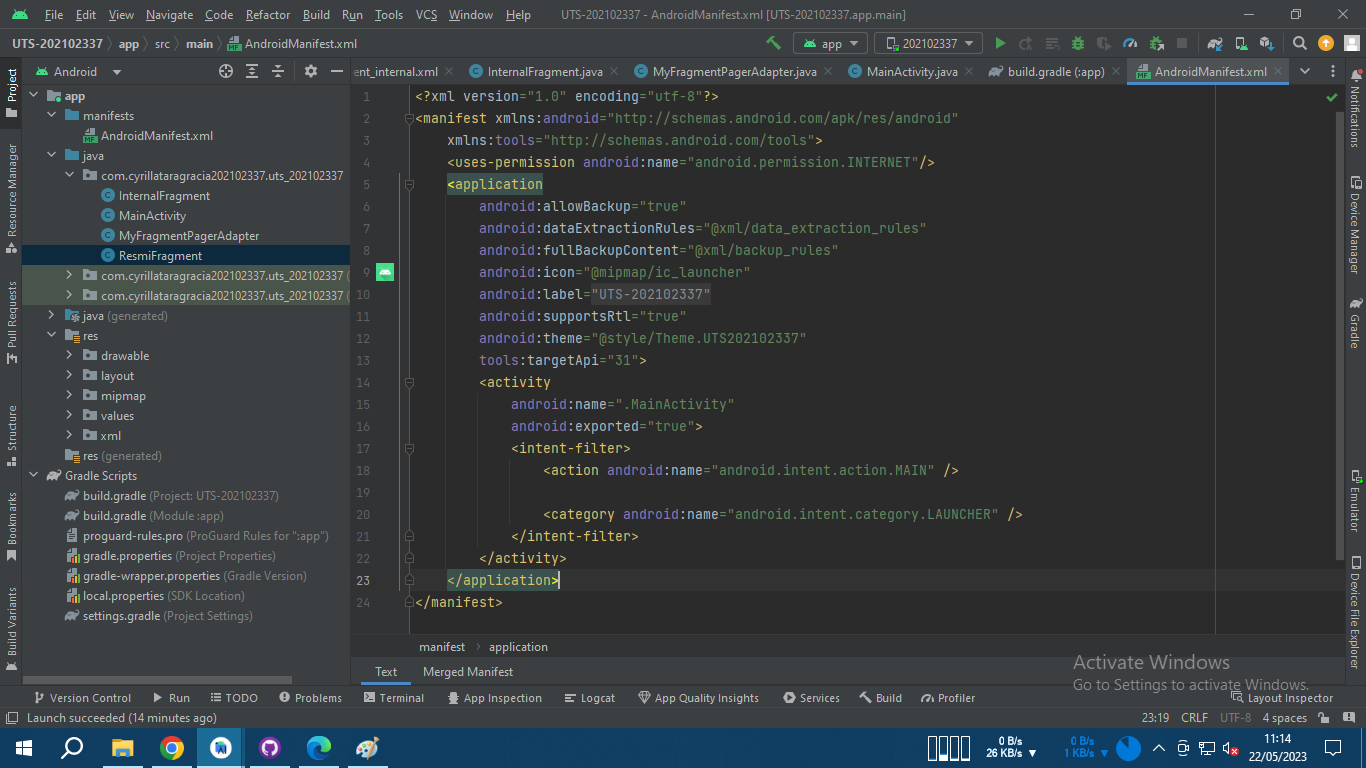 File Edit View Navigate Code Refactor Build Run Tools VCS Window Help UTS-202102337 - AndroidManifest.xml [UTS-202102337.app.main]
UTS-202102337 app src main AndroidManifest.xml app 202102337
Project
Resource Manager
Pull Requests
Structure
Bookmarks
Build Variants
Android
app
manifests
AndroidManifest.xml
java
com.cyrillataragracia202102337.uts_202102337
InternalFragment
MainActivity
MyFragmentPagerAdapter
ResmiFragment
com.cyrillataragracia202102337.uts_202102337 (
com.cyrillataragracia202102337.uts_202102337 (
java (generated)
res
drawable
layout
mipmap
values
xml
res (generated)
Gradle Scripts
build.gradle (Project: UTS-202102337)
build.gradle (Module :app)
proguard-rules.pro (ProGuard Rules for ":app")
gradle.properties (Project Properties)
gradle-wrapper.properties (Gradle Version)
local.properties (SDK Location)
settings.gradle (Project Settings)
ent_internal.xml InternalFragment.java MyFragmentPagerAdapter.java MainActivity.java build.gradle (:app) AndroidManifest.xml
1 <?xml version="1.0" encoding="utf-8"?>
2 <manifest xmlns:android="http://schemas.android.com/apk/res/android"
3 xmlns:tools="http://schemas.android.com/tools">
4 <uses-permission android:name="android.permission.INTERNET"/>
5 <application
6 android:allowBackup="true"
7 android:dataExtractionRules="@xml/data_extraction_rules"
8 android:fullBackupContent="@xml/backup_rules"
9 android:icon="@mipmap/ic_launcher"
10 android:label="UTS-202102337"
11 android:supportsRtl="true"
12 android:theme="@style/Theme.UTS202102337"
13 tools:targetApi="31">
14 <activity
15 android:name=".MainActivity"
16 android:exported="true">
17 <intent-filter>
18 <action android:name="android.intent.action.MAIN" />
19
20 <category android:name="android.intent.category.LAUNCHER" />
21 </intent-filter>
22 </activity>
23 </application>
24 </manifest>
manifest application
Text Merged Manifest
Notifications
Device Manager
Gradle
Emulator
Device File Explorer
Activate Windows
Go to Settings to activate Windows.
Version Control Run TODO Problems Terminal App Inspection Logcat App Quality Insights Services Build Profiler Layout Inspector
Launch succeeded (14 minutes ago) 23:19 CRLF UTF-8 4 spaces
0 B/s 0 B/s 11:14
26 KB/s 1 KB/s 22/05/2023